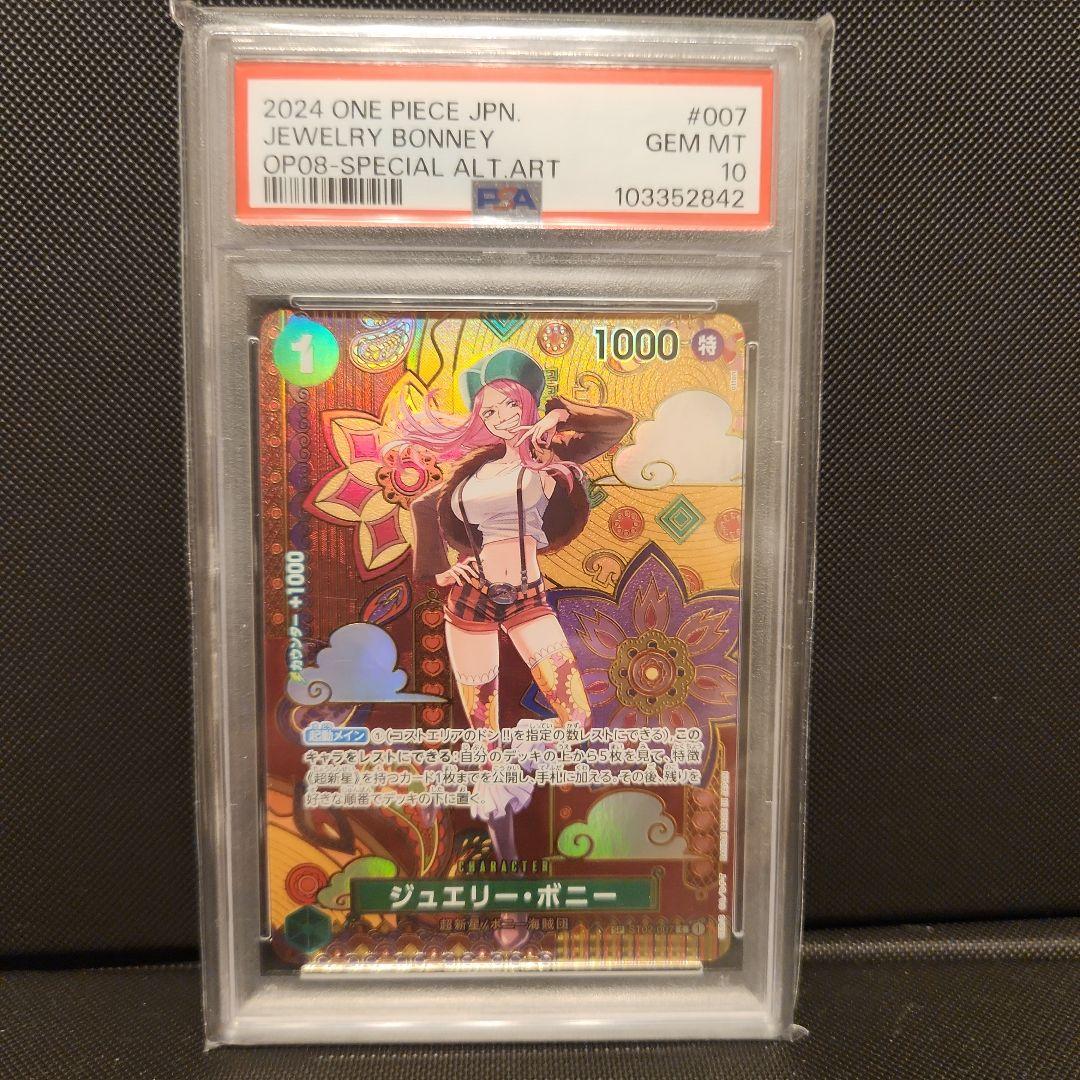 2024 ONE PIECE JPN.
#007
JEWELRY BONNEY
GEM MT
OP08-SPECIAL ALT.ART
10
PSA
103352842
1
1000
特
カウンター +1000
起動メイン ①(コストエリアのドン!!を指定の数レストにできる)この
キャラをレストにできる:自分のデッキの上から5枚を見て、特徴
《超新星》を持つカード1枚までを公開し、手札に加える。その後、残りを
好きな順番でデッキの下に置く。
CHARACTER
ジュエリー・ボニー
超新星/ボニー海賊団
SP ST02-007 C 1